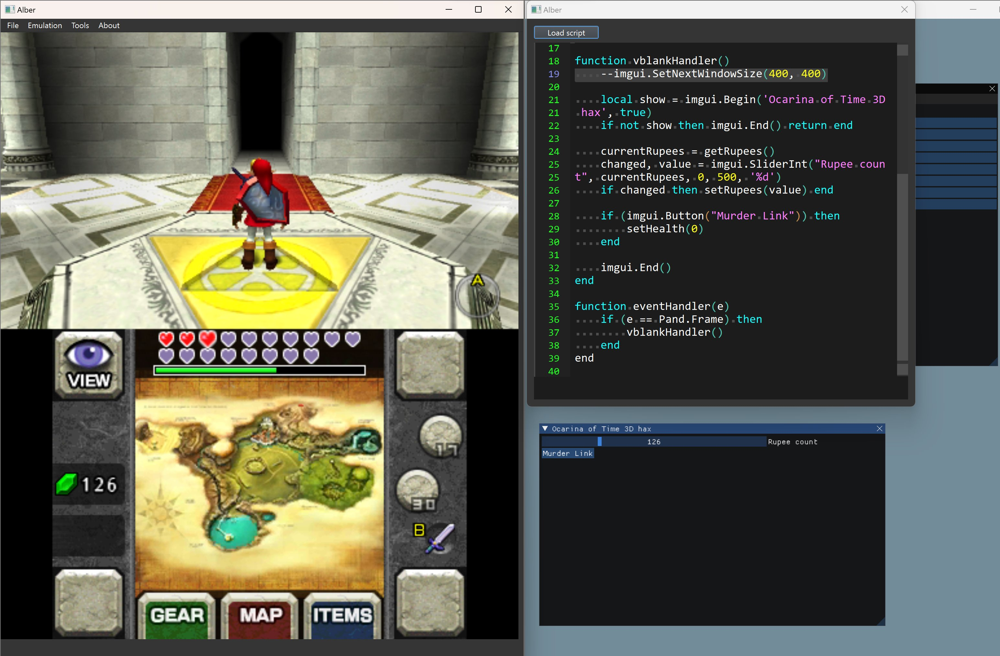 Alber
File Emulation Tools About
A
VIEW
17
126
30
B
GEAR MAP ITEMS
Alber
Load script
17
18 function vblankHandler()
19 --imgui.SetNextWindowSize(400, 400)
20
21 local show = imgui.Begin('Ocarina of Time 3D
21 hax', true)
22 if not show then imgui.End() return end
23
24 currentRupees = getRupees()
25 changed, value = imgui.SliderInt("Rupee coun
25 t", currentRupees, 0, 500, '%d')
26 if changed then setRupees(value) end
27
28 if (imgui.Button("Murder Link")) then
29 setHealth(0)
30 end
31
32 imgui.End()
33 end
34
35 function eventHandler(e)
36 if (e == Pand.Frame) then
37 vblankHandler()
38 end
39 end
40
Ocarina of Time 3D hax
126 Rupee count
Murder Link